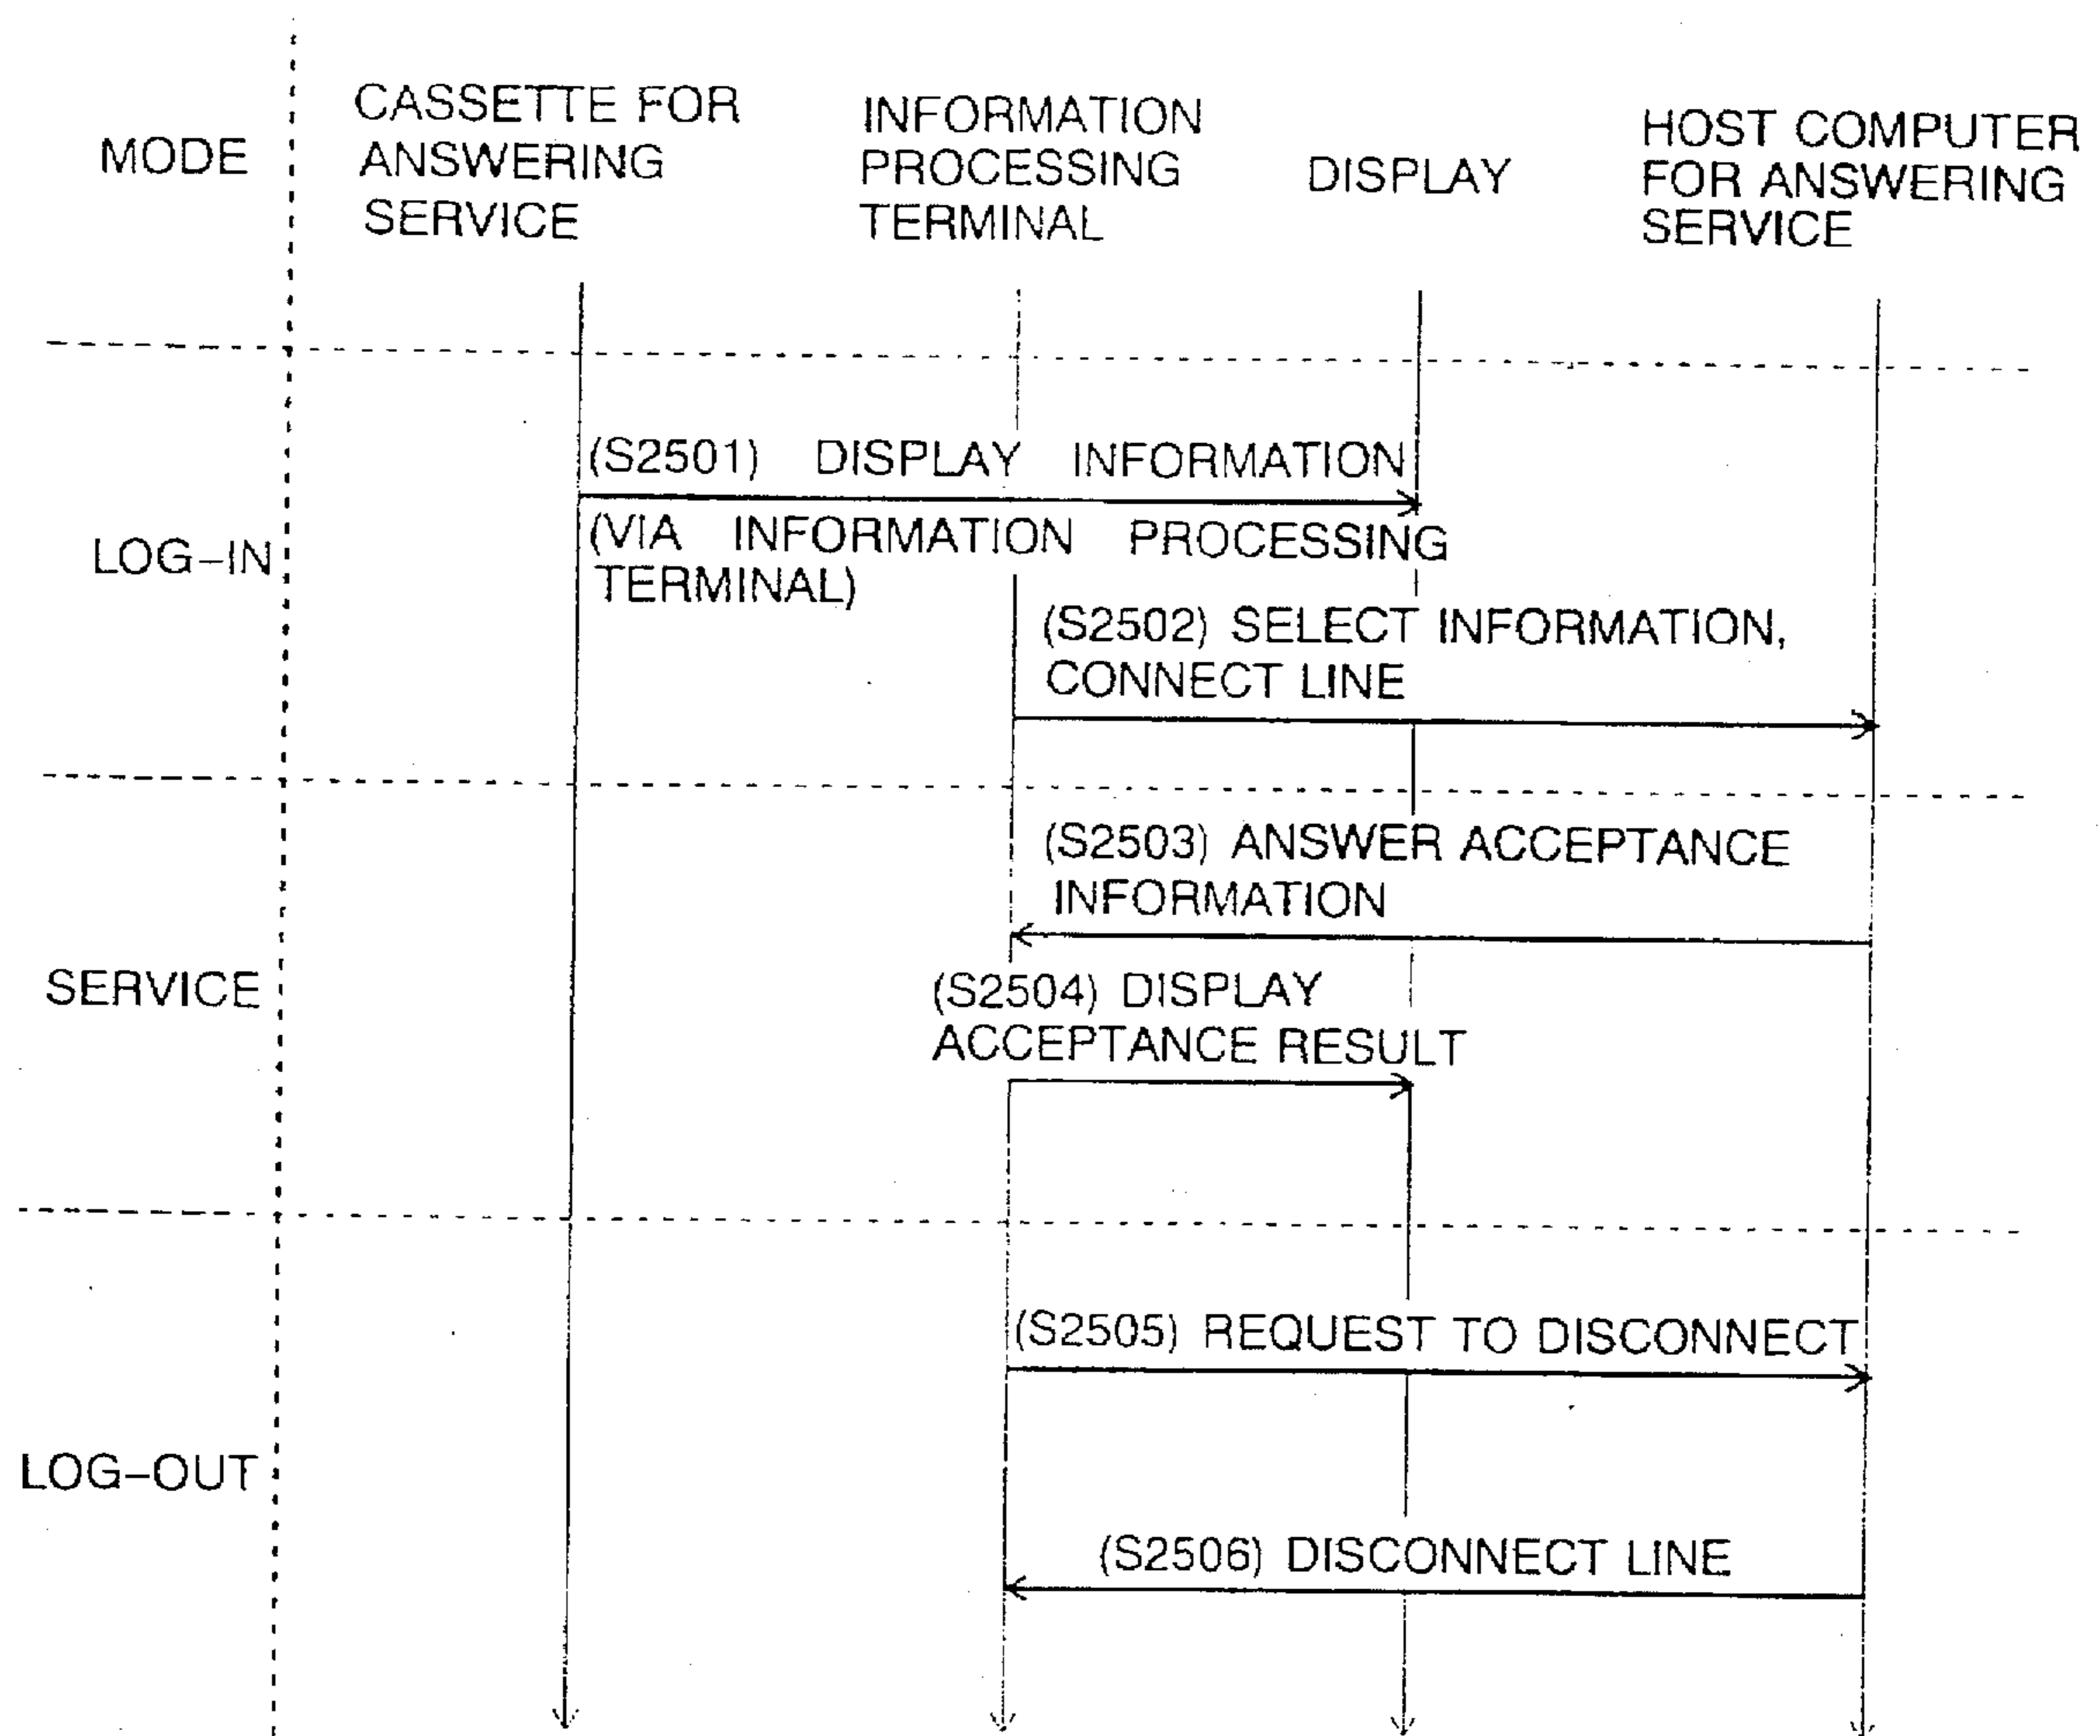 MODE
CASSETTE FOR
ANSWERING
SERVICE
INFORMATION
PROCESSING
TERMINAL
DISPLAY
HOST COMPUTER
FOR ANSWERING
SERVICE
LOG-IN
(S2501) DISPLAY INFORMATION
(VIA INFORMATION PROCESSING
TERMINAL)
(S2502) SELECT INFORMATION,
CONNECT LINE
SERVICE
(S2503) ANSWER ACCEPTANCE
INFORMATION
(S2504) DISPLAY
ACCEPTANCE RESULT
LOG-OUT
(S2505) REQUEST TO DISCONNECT
(S2506) DISCONNECT LINE